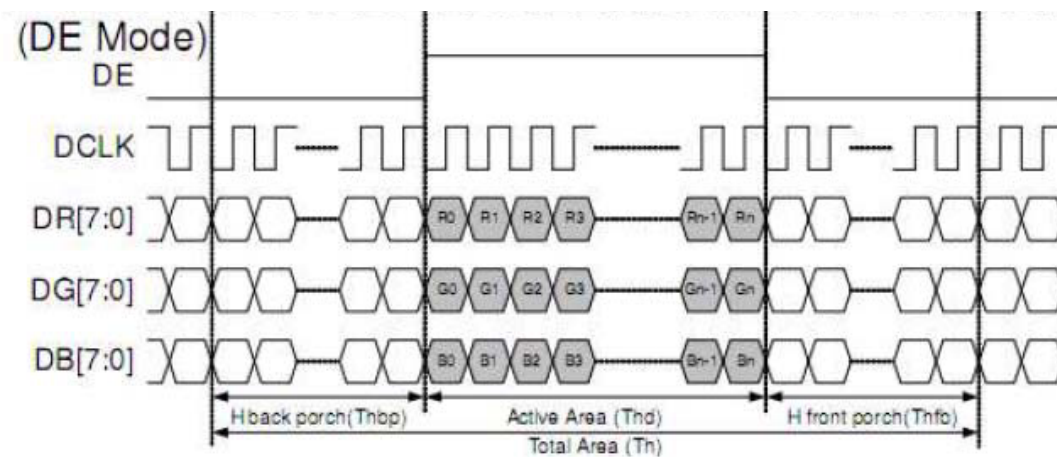 (DE Mode)
DE
DCLK
DR[7:0] R0 R1 R2 R3 Rn-1 Rn
DG[7:0] G0 G1 G2 G3 Gn-1 Gn
DB[7:0] B0 B1 B2 B3 Bn-1 Bn
H back porch(Thbp) Active Area (Thd) H front porch(Thfb)
Total Area (Th)